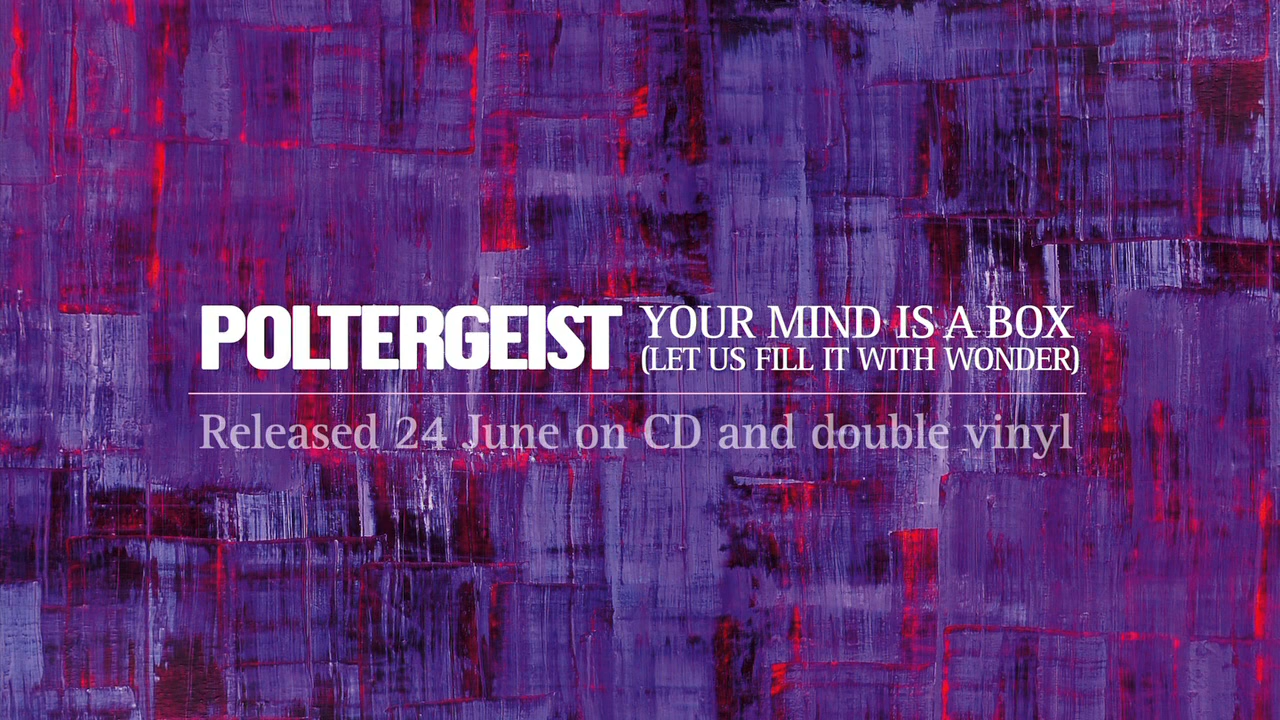 POLTERGEIST
YOUR MIND IS A BOX
(LET US FILL IT WITH WONDER)
Released 24 June on CD and double vinyl